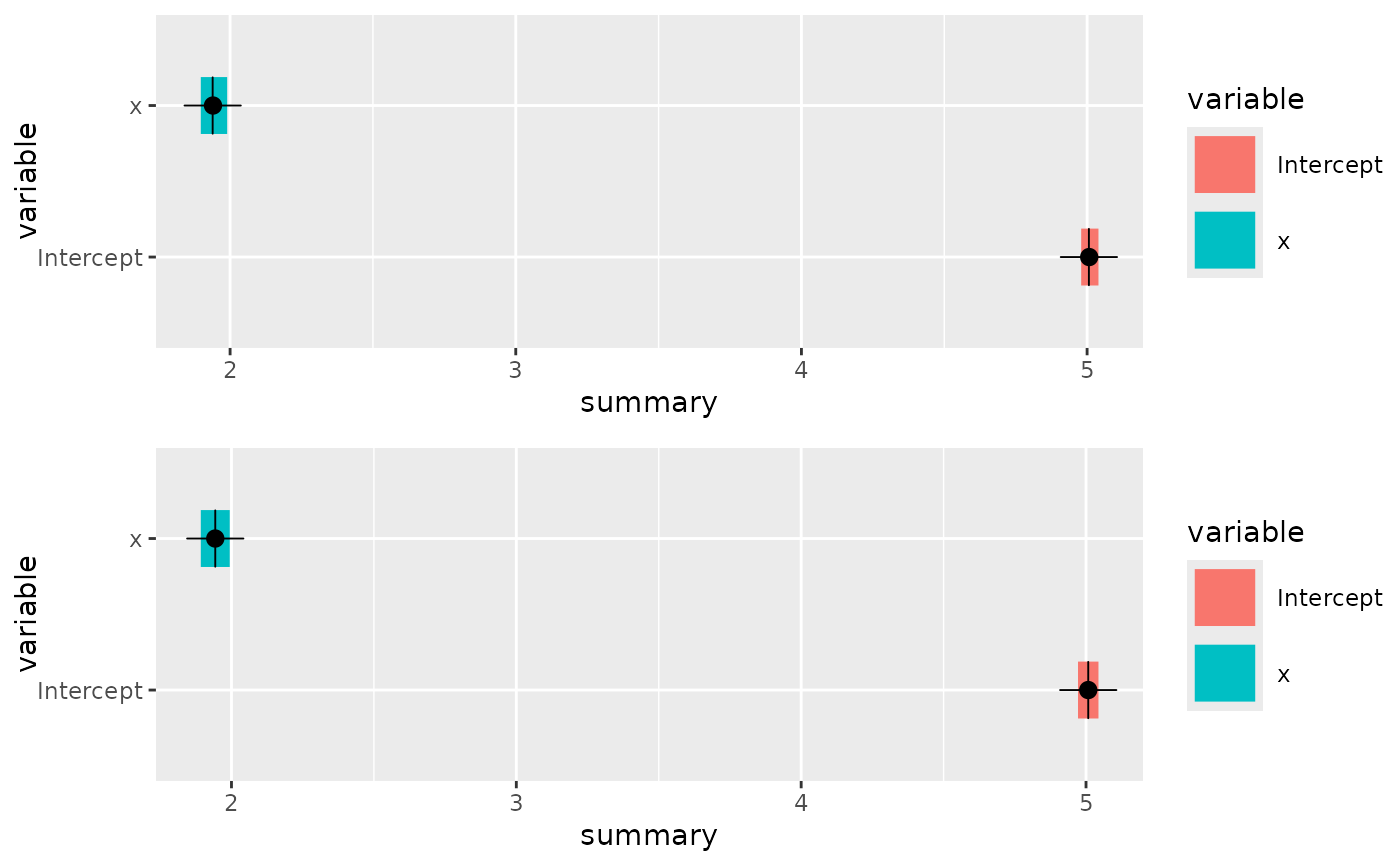 variable
x
Intercept
2 3 4 5
summary
variable
Intercept
x
variable
x
Intercept
2 3 4 5
summary
variable
Intercept
x